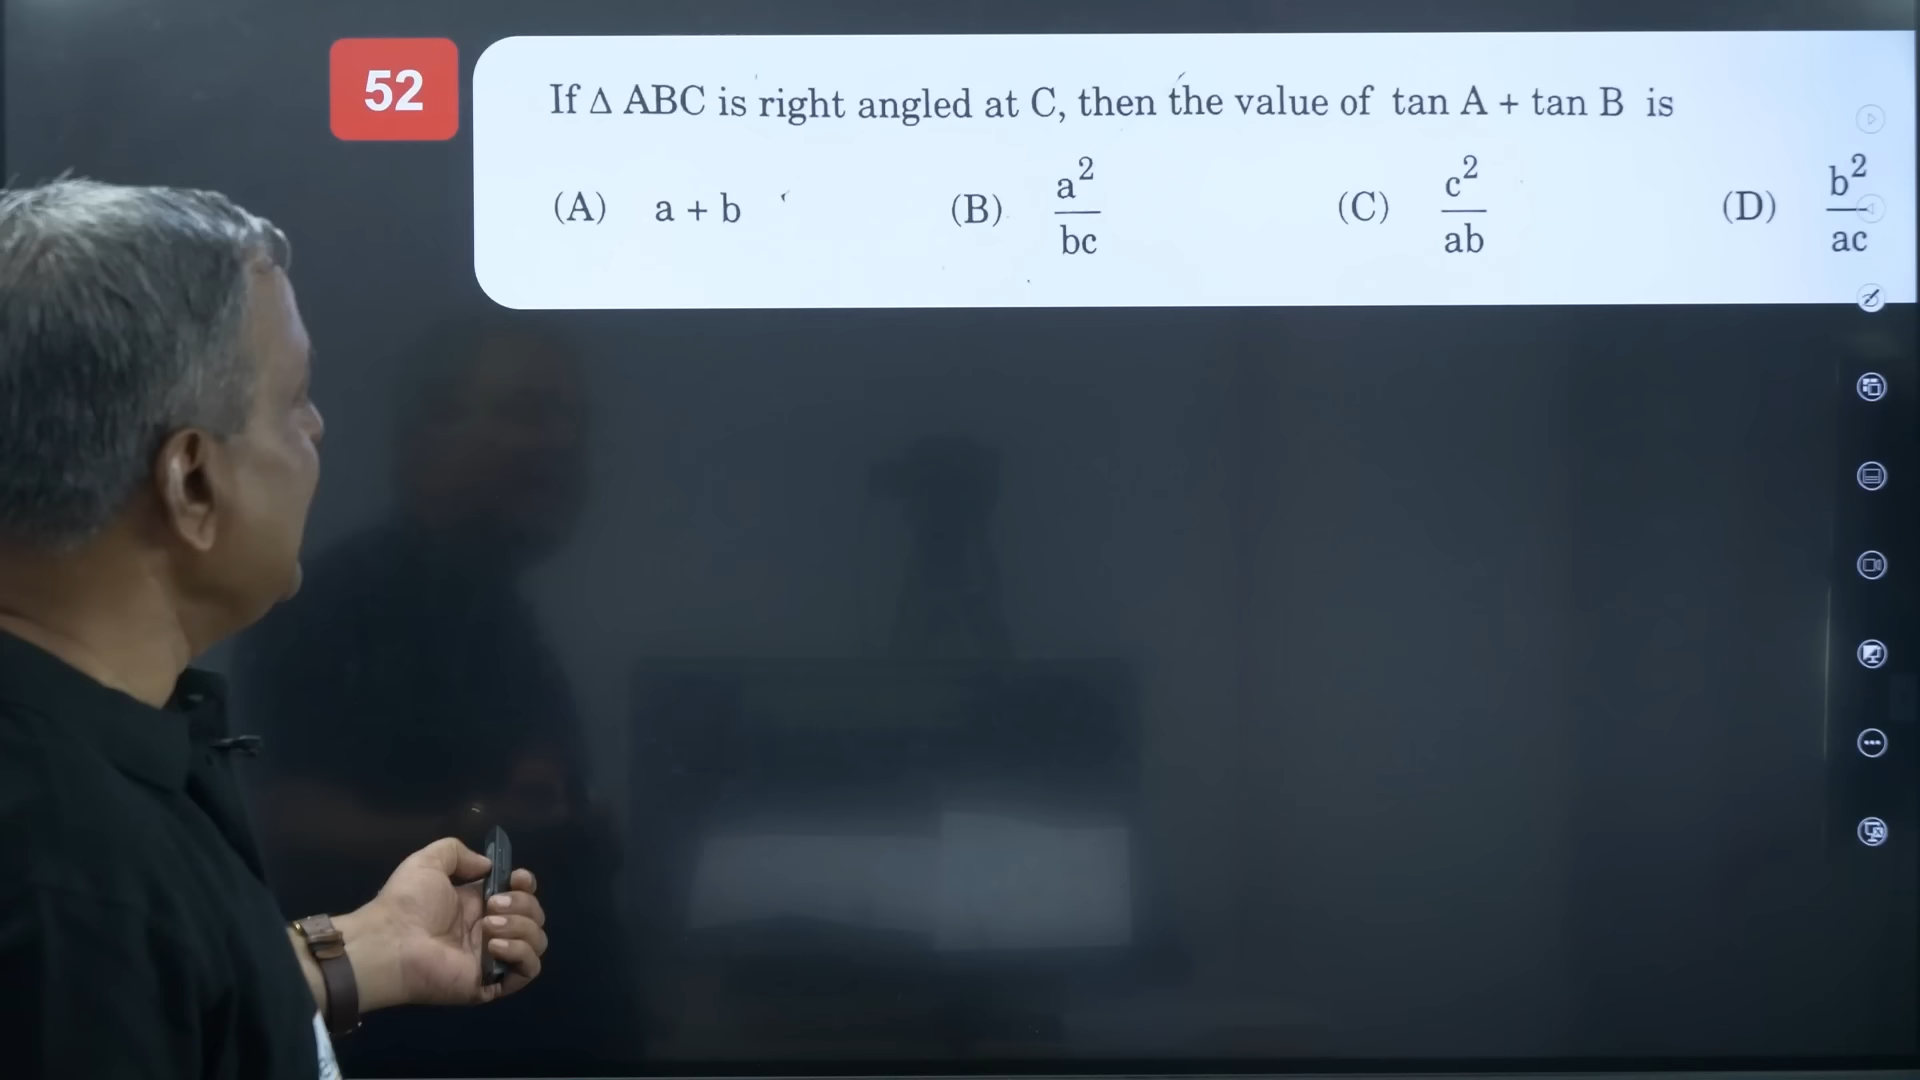 52
If Δ ABC is right angled at C, then the value of tan A + tan B is
(A) a + b (B) a²/bc (C) c²/ab (D) b²/ac